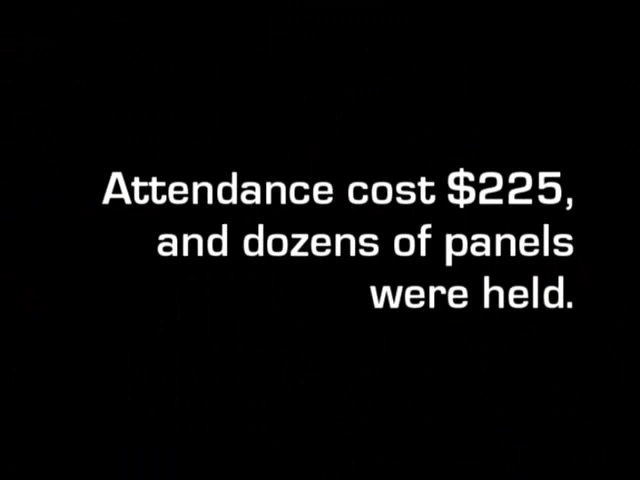 Attendance cost $225,
and dozens of panels
were held.